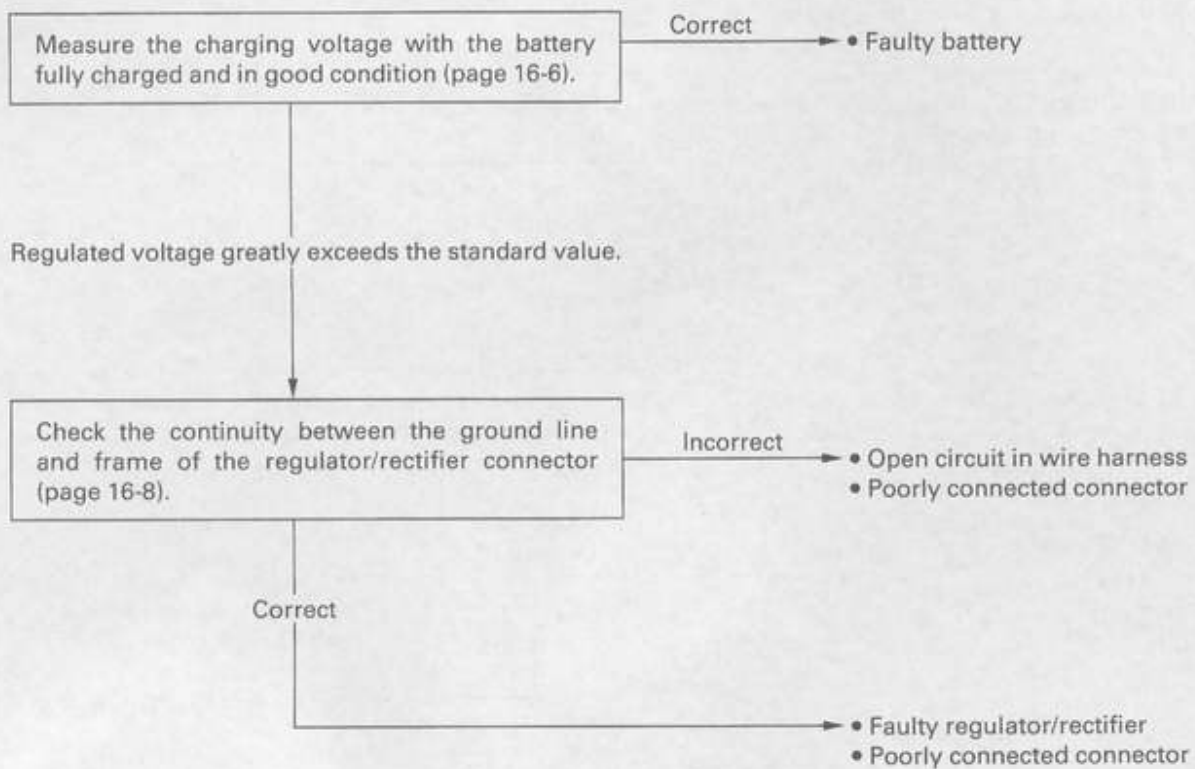 Measure the charging voltage with the battery
fully charged and in good condition (page 16-6).
Correct
• Faulty battery
Regulated voltage greatly exceeds the standard value.
Check the continuity between the ground line
and frame of the regulator/rectifier connector
(page 16-8).
Incorrect
• Open circuit in wire harness
• Poorly connected connector
Correct
• Faulty regulator/rectifier
• Poorly connected connector